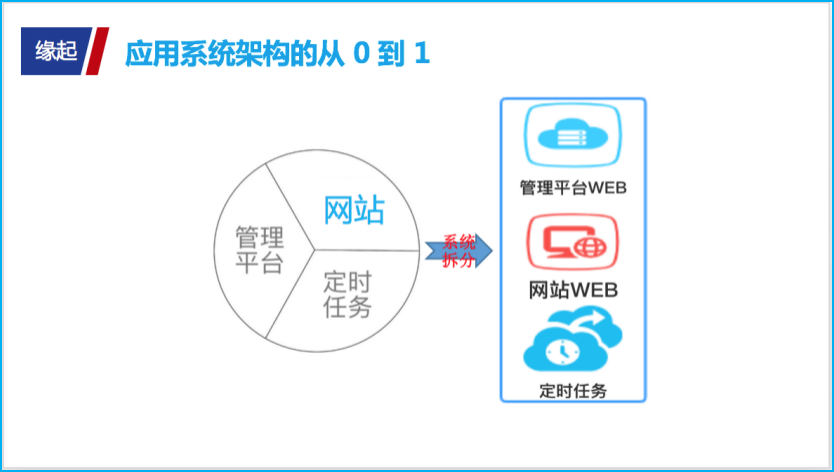 缘起
应用系统架构的从 0 到 1
网站
管理
平台
定时
任务
系统
拆分
管理平台WEB
网站WEB
定时任务